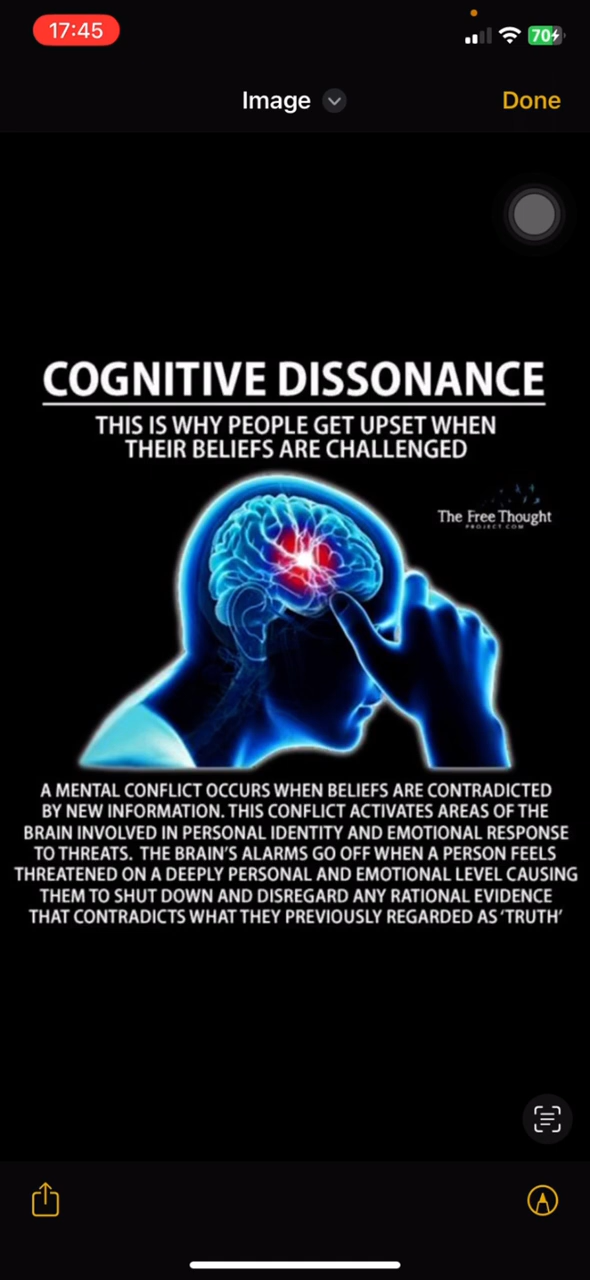 17:45
70
Image
Done
COGNITIVE DISSONANCE
THIS IS WHY PEOPLE GET UPSET WHEN
THEIR BELIEFS ARE CHALLENGED
The Free Thought
PROJECT.COM
A MENTAL CONFLICT OCCURS WHEN BELIEFS ARE CONTRADICTED
BY NEW INFORMATION. THIS CONFLICT ACTIVATES AREAS OF THE
BRAIN INVOLVED IN PERSONAL IDENTITY AND EMOTIONAL RESPONSE
TO THREATS. THE BRAIN'S ALARMS GO OFF WHEN A PERSON FEELS
THREATENED ON A DEEPLY PERSONAL AND EMOTIONAL LEVEL CAUSING
THEM TO SHUT DOWN AND DISREGARD ANY RATIONAL EVIDENCE
THAT CONTRADICTS WHAT THEY PREVIOUSLY REGARDED AS 'TRUTH'